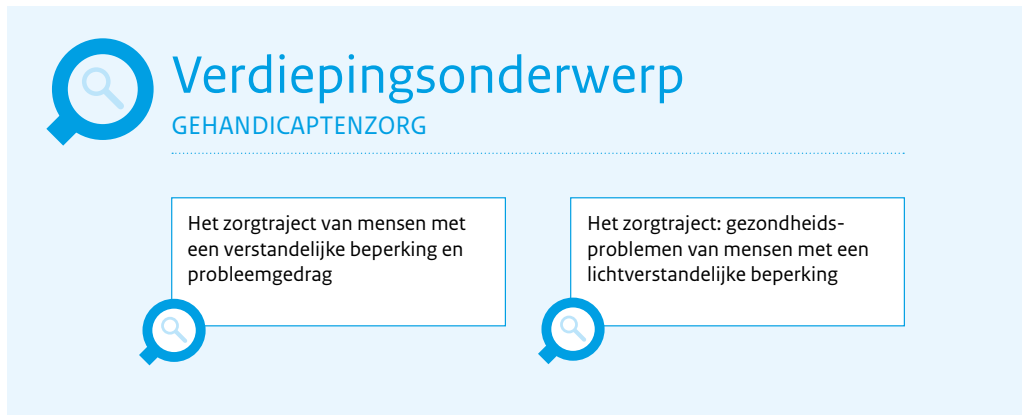 Verdiepingsonderwerp
GEHANDICAPTENZORG
Het zorgtraject van mensen met
een verstandelijke beperking en
probleemgedrag
Het zorgtraject: gezondheids-
problemen van mensen met een
lichtverstandelijke beperking